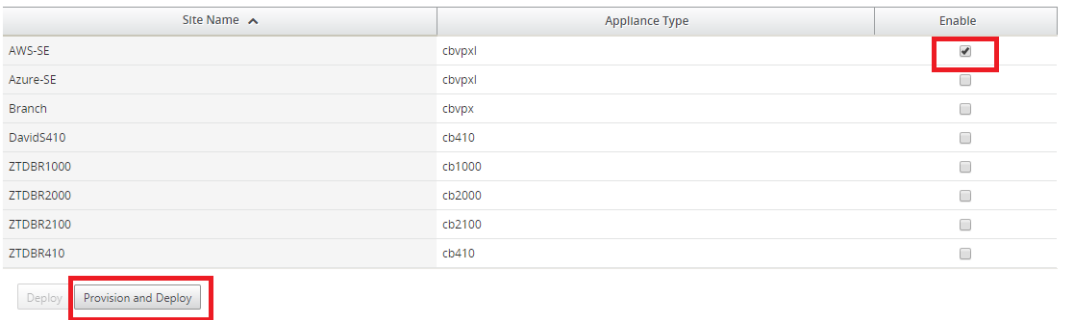 Site Name Appliance Type Enable
AWS-SE cbvpxl
Azure-SE cbvpxl
Branch cbvpx
DavidS410 cb410
ZTDBR1000 cb1000
ZTDBR2000 cb2000
ZTDBR2100 cb2100
ZTDBR410 cb410
Deploy Provision and Deploy